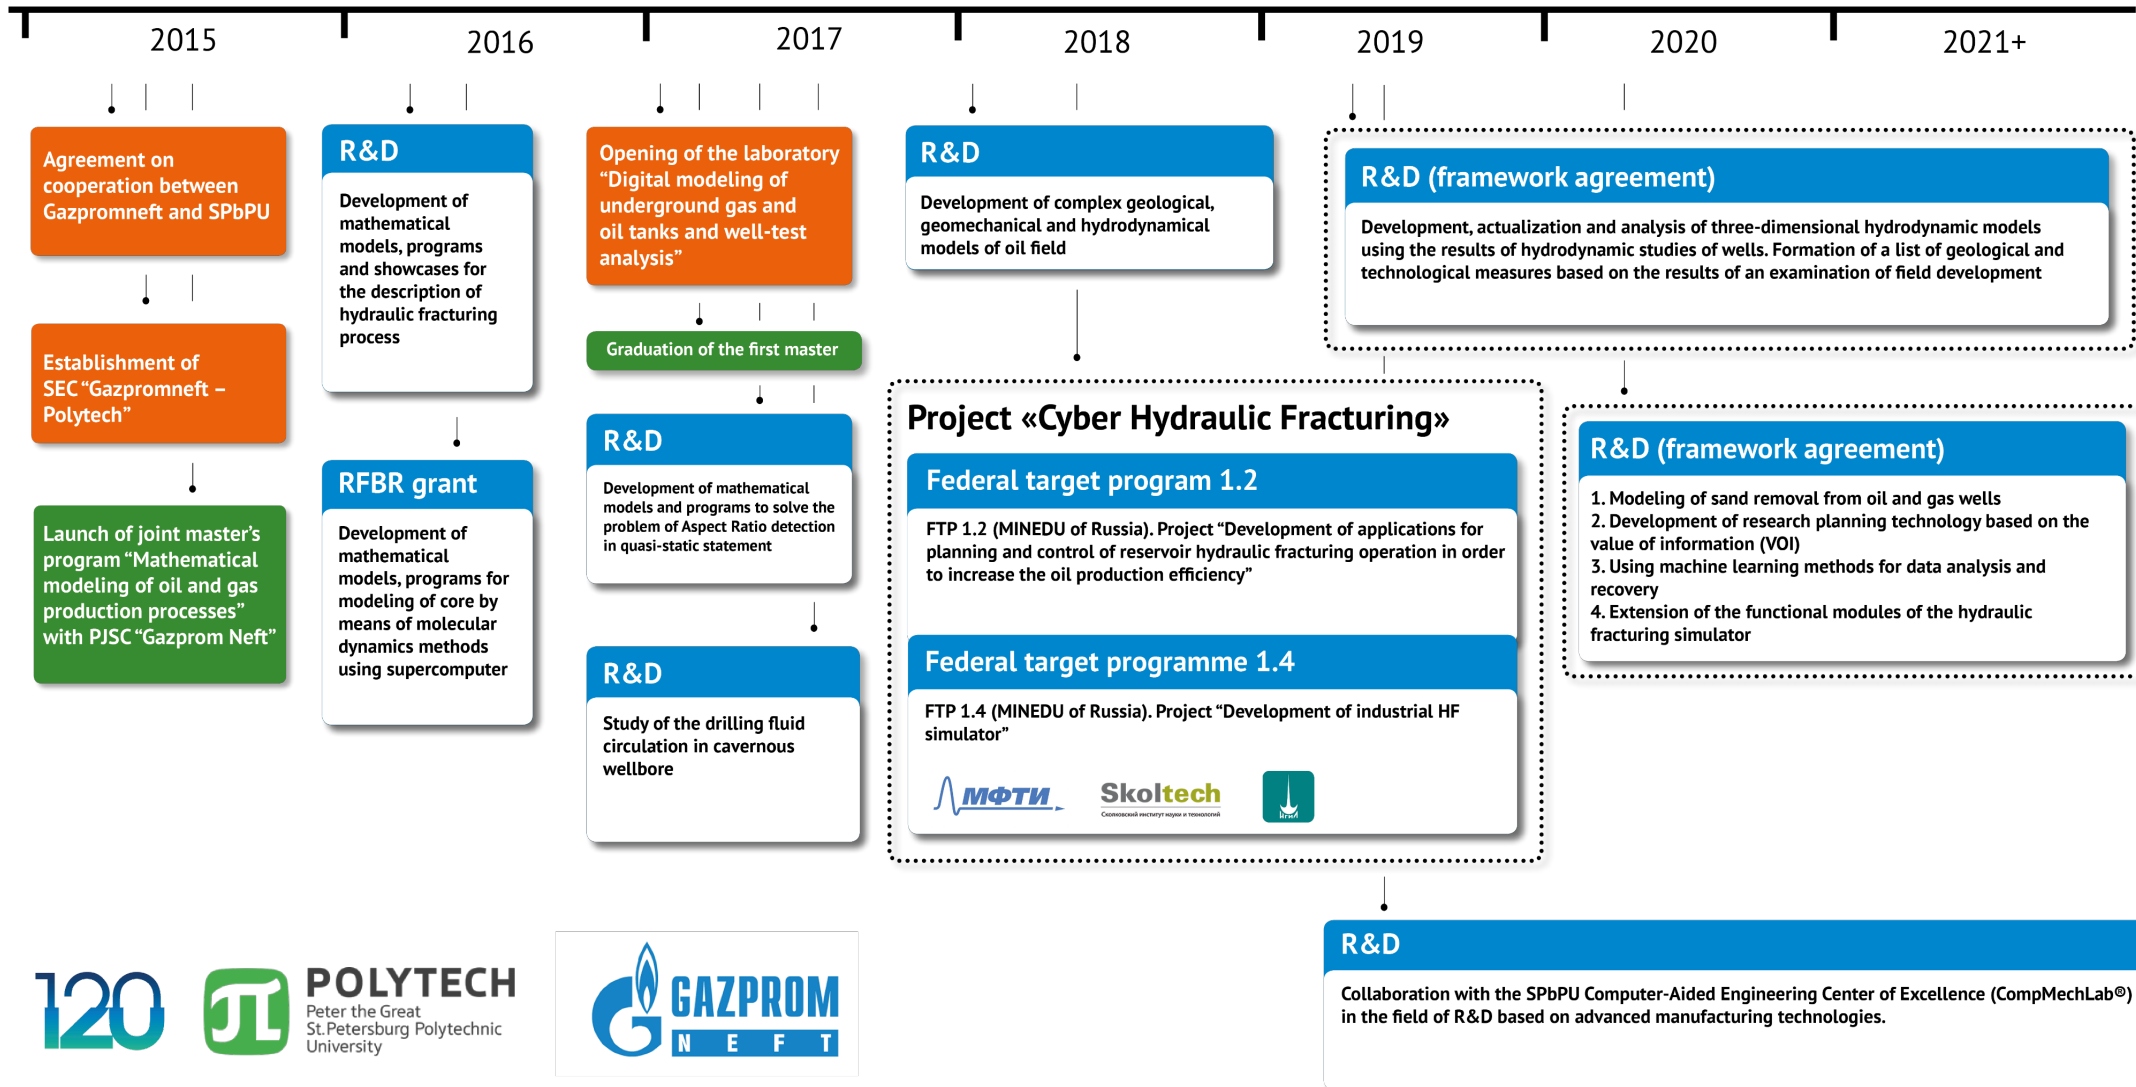 2015
2016
2017
2018
2019
2020
2021+
Agreement on
cooperation between
Gazpromneft and SPbPU
Establishment of
SEC “Gazpromneft –
Polytech”
Launch of joint master’s
program “Mathematical
modeling of oil and gas
production processes”
with PJSC “Gazprom Neft”
R&D
Development of
mathematical
models, programs
and showcases for
the description of
hydraulic fracturing
process
RFBR grant
Development of
mathematical
models, programs for
modeling of core by
means of molecular
dynamics methods
using supercomputer
Opening of the laboratory
“Digital modeling of
underground gas and
oil tanks and well-test
analysis”
Graduation of the first master
R&D
Development of mathematical
models and programs to solve the
problem of Aspect Ratio detection
in quasi-static statement
R&D
Study of the drilling fluid
circulation in cavernous
wellbore
R&D
Development of complex geological,
geomechanical and hydrodynamical
models of oil field
Project «Cyber Hydraulic Fracturing»
Federal target program 1.2
FTP 1.2 (MINEDU of Russia). Project “Development of applications for
planning and control of reservoir hydraulic fracturing operation in order
to increase the oil production efficiency”
Federal target programme 1.4
FTP 1.4 (MINEDU of Russia). Project “Development of industrial HF
simulator”
МФТИ
Skoltech
Сколковский институт науки и технологий
НГИЛ
R&D (framework agreement)
Development, actualization and analysis of three-dimensional hydrodynamic models
using the results of hydrodynamic studies of wells. Formation of a list of geological and
technological measures based on the results of an examination of field development
R&D (framework agreement)
1. Modeling of sand removal from oil and gas wells
2. Development of research planning technology based on the
value of information (VOI)
3. Using machine learning methods for data analysis and
recovery
4. Extension of the functional modules of the hydraulic
fracturing simulator
R&D
Collaboration with the SPbPU Computer-Aided Engineering Center of Excellence (CompMechLab®)
in the field of R&D based on advanced manufacturing technologies.
120
POLYTECH
Peter the Great
St.Petersburg Polytechnic
University
GAZPROM
NEFT